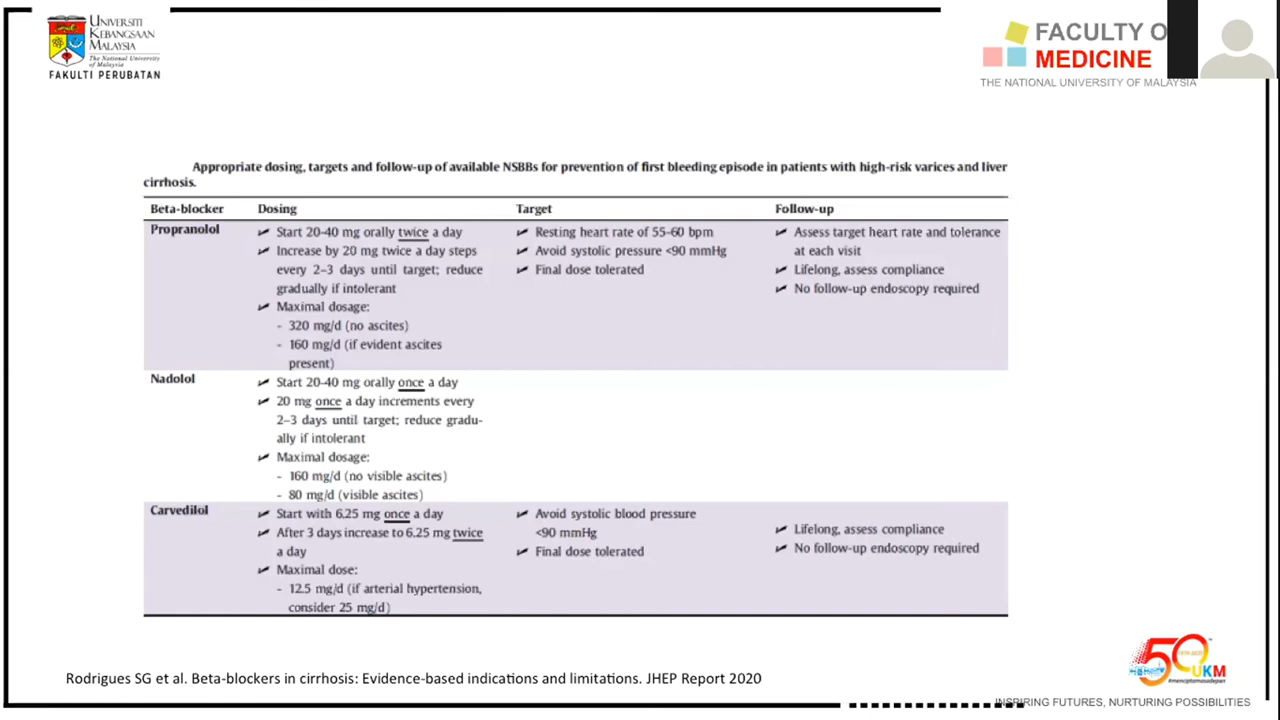 UNIVERSITI
KEBANGSAAN
MALAYSIA
The National University
of Malaysia
FAKULTI PERUBATAN
FACULTY O
MEDICINE
THE NATIONAL UNIVERSITY OF MALAYSIA
Appropriate dosing, targets and follow-up of available NSBBs for prevention of first bleeding episode in patients with high-risk varices and liver
cirrhosis.
Beta-blocker Dosing Target Follow-up
Propranolol
Start 20-40 mg orally twice a day
Increase by 20 mg twice a day steps
every 2–3 days until target; reduce
gradually if intolerant
Maximal dosage:
- 320 mg/d (no ascites)
- 160 mg/d (if evident ascites
present)
Resting heart rate of 55-60 bpm
Avoid systolic pressure <90 mmHg
Final dose tolerated
Assess target heart rate and tolerance
at each visit
Lifelong, assess compliance
No follow-up endoscopy required
Nadolol
Start 20-40 mg orally once a day
20 mg once a day increments every
2–3 days until target; reduce gradu-
ally if intolerant
Maximal dosage:
- 160 mg/d (no visible ascites)
- 80 mg/d (visible ascites)
Carvedilol
Start with 6.25 mg once a day
After 3 days increase to 6.25 mg twice
a day
Maximal dose:
- 12.5 mg/d (if arterial hypertension,
consider 25 mg/d)
Avoid systolic blood pressure
<90 mmHg
Final dose tolerated
Lifelong, assess compliance
No follow-up endoscopy required
Rodrigues SG et al. Beta-blockers in cirrhosis: Evidence-based indications and limitations. JHEP Report 2020
50
UKM
#menciptamasadepan
INSPIRING FUTURES, NURTURING POSSIBILITIES